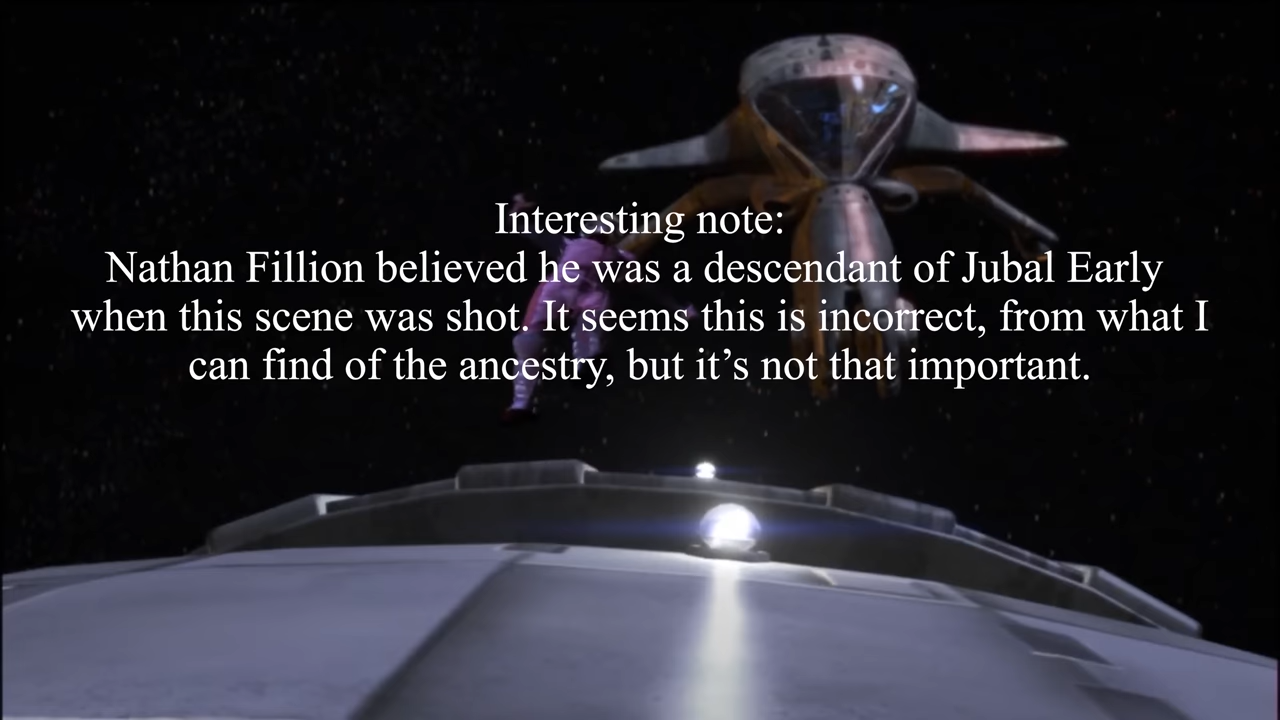 Interesting note:
Nathan Fillion believed he was a descendant of Jubal Early
when this scene was shot. It seems this is incorrect, from what I
can find of the ancestry, but it’s not that important.